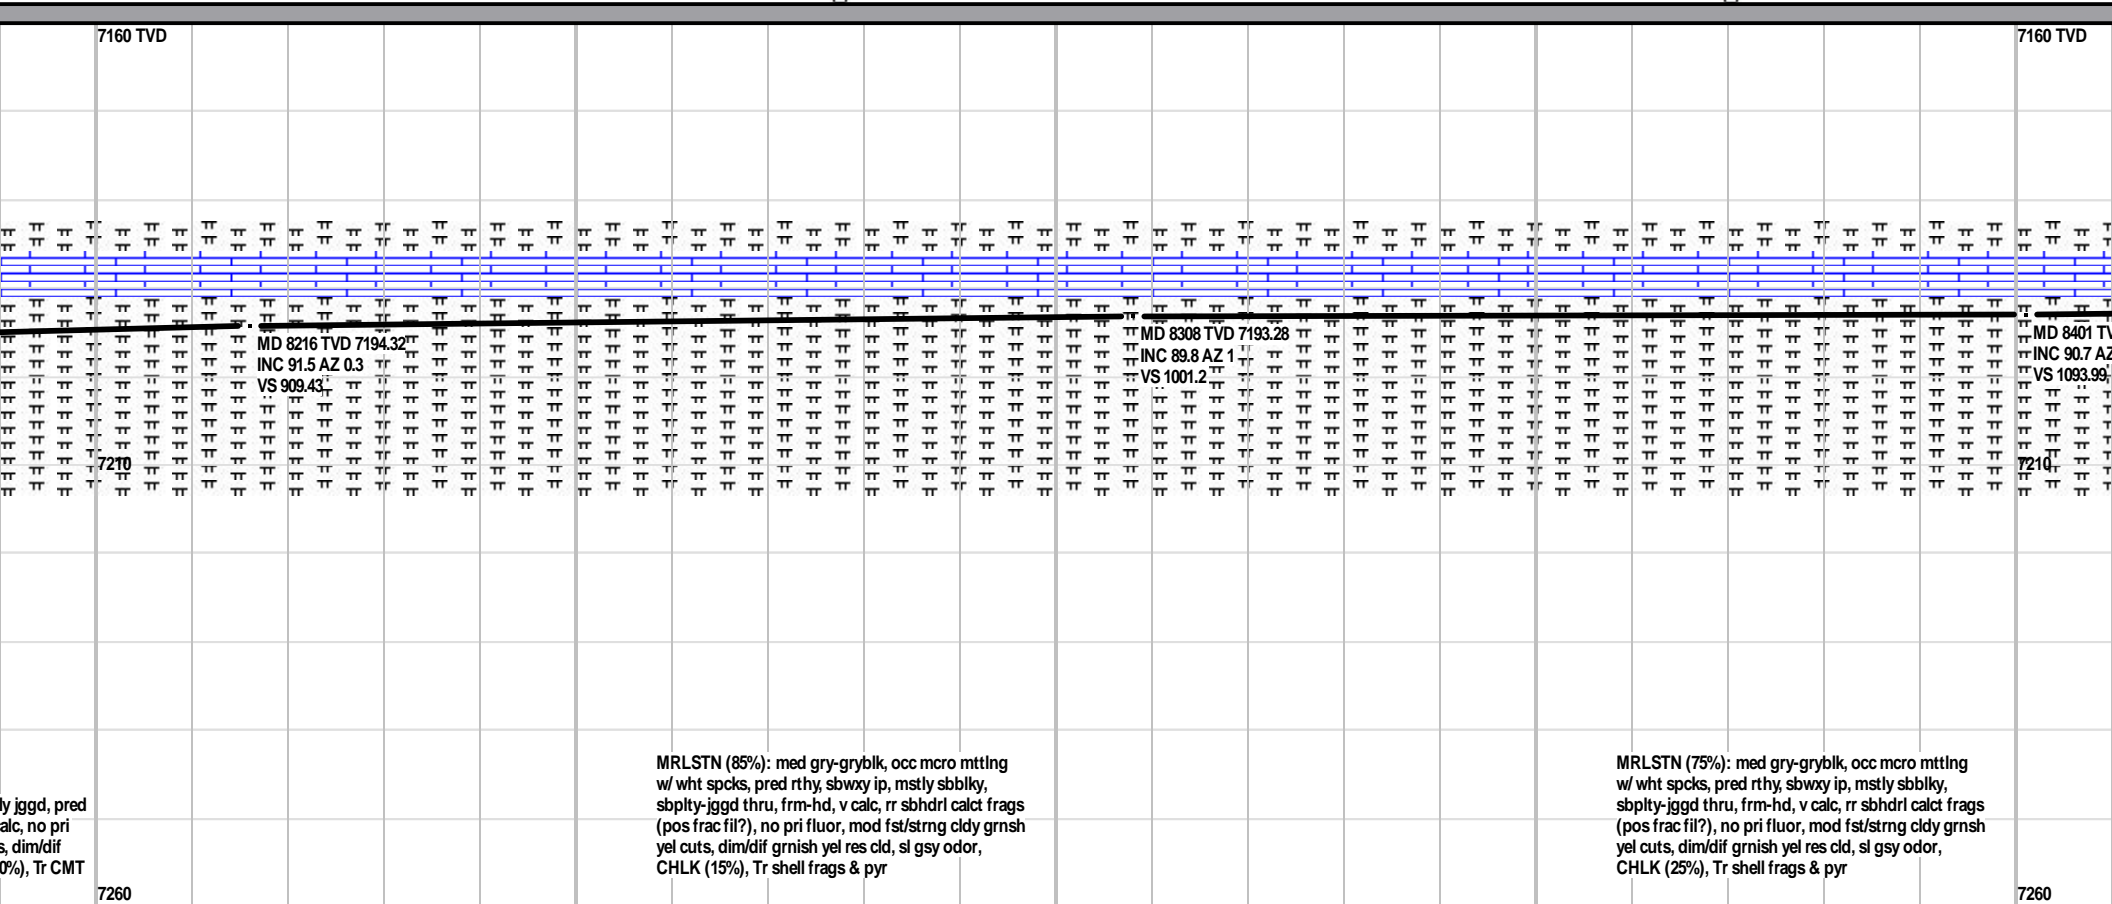 7160 TVD
7160 TVD
MD 8216 TVD 7194.32
INC 91.5 AZ 0.3
VS 909.43
MD 8308 TVD 7193.28
INC 89.8 AZ 1
VS 1001.2
MD 8401 TV
INC 90.7 AZ
VS 1093.99
7210
7210
ly jggd, pred
alc, no pri
s, dim/dif
0%), Tr CMT
MRLSTN (85%): med gry-gryblk, occ mcro mttlng
w/ wht spcks, pred rthy, sbwxy ip, mstly sbblky,
sbplty-jggd thru, frm-hd, v calc, rr sbhdrl calct frags
(pos frac fil?), no pri fluor, mod fst/strng cldy grnsh
yel cuts, dim/dif grnish yel res cld, sl gsy odor,
CHLK (15%), Tr shell frags & pyr
MRLSTN (75%): med gry-gryblk, occ mcro mttlng
w/ wht spcks, pred rthy, sbwxy ip, mstly sbblky,
sbplty-jggd thru, frm-hd, v calc, rr sbhdrl calct frags
(pos frac fil?), no pri fluor, mod fst/strng cldy grnsh
yel cuts, dim/dif grnish yel res cld, sl gsy odor,
CHLK (25%), Tr shell frags & pyr
7260
7260